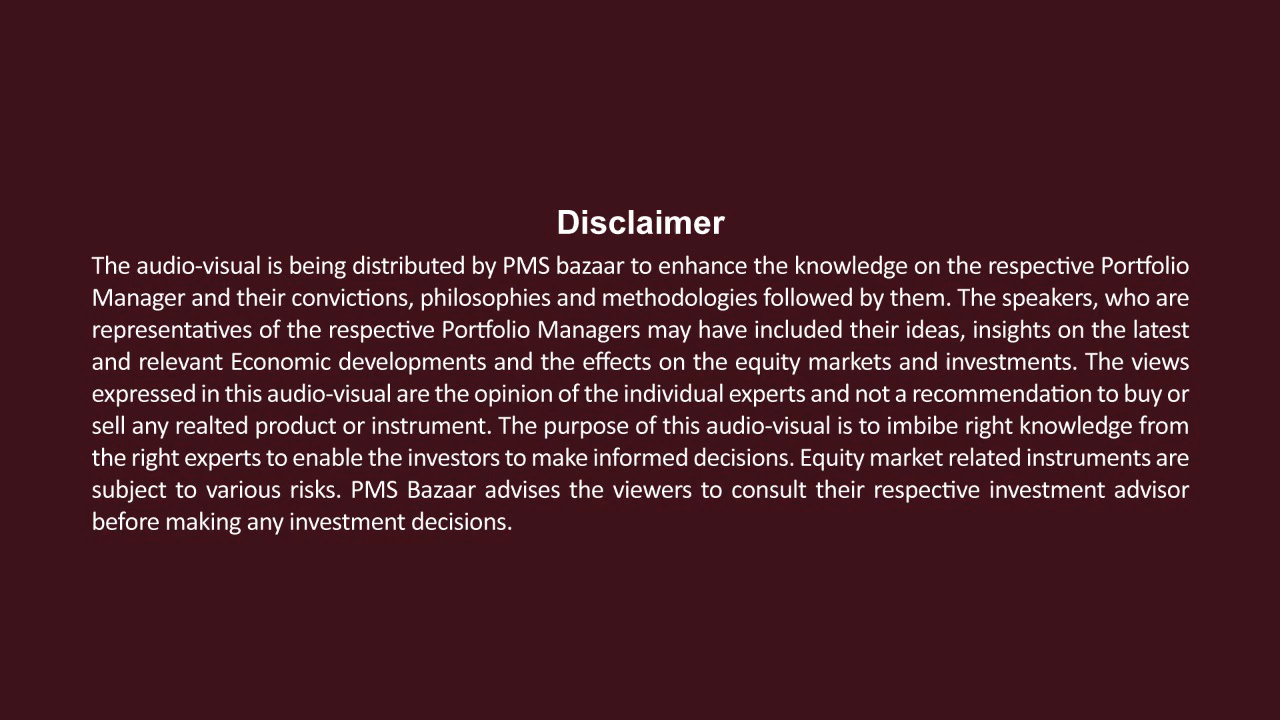 Disclaimer
The audio-visual is being distributed by PMS bazaar to enhance the knowledge on the respective Portfolio
Manager and their convictions, philosophies and methodologies followed by them. The speakers, who are
representatives of the respective Portfolio Managers may have included their ideas, insights on the latest
and relevant Economic developments and the effects on the equity markets and investments. The views
expressed in this audio-visual are the opinion of the individual experts and not a recommendation to buy or
sell any realted product or instrument. The purpose of this audio-visual is to imbibe right knowledge from
the right experts to enable the investors to make informed decisions. Equity market related instruments are
subject to various risks. PMS Bazaar advises the viewers to consult their respective investment advisor
before making any investment decisions.